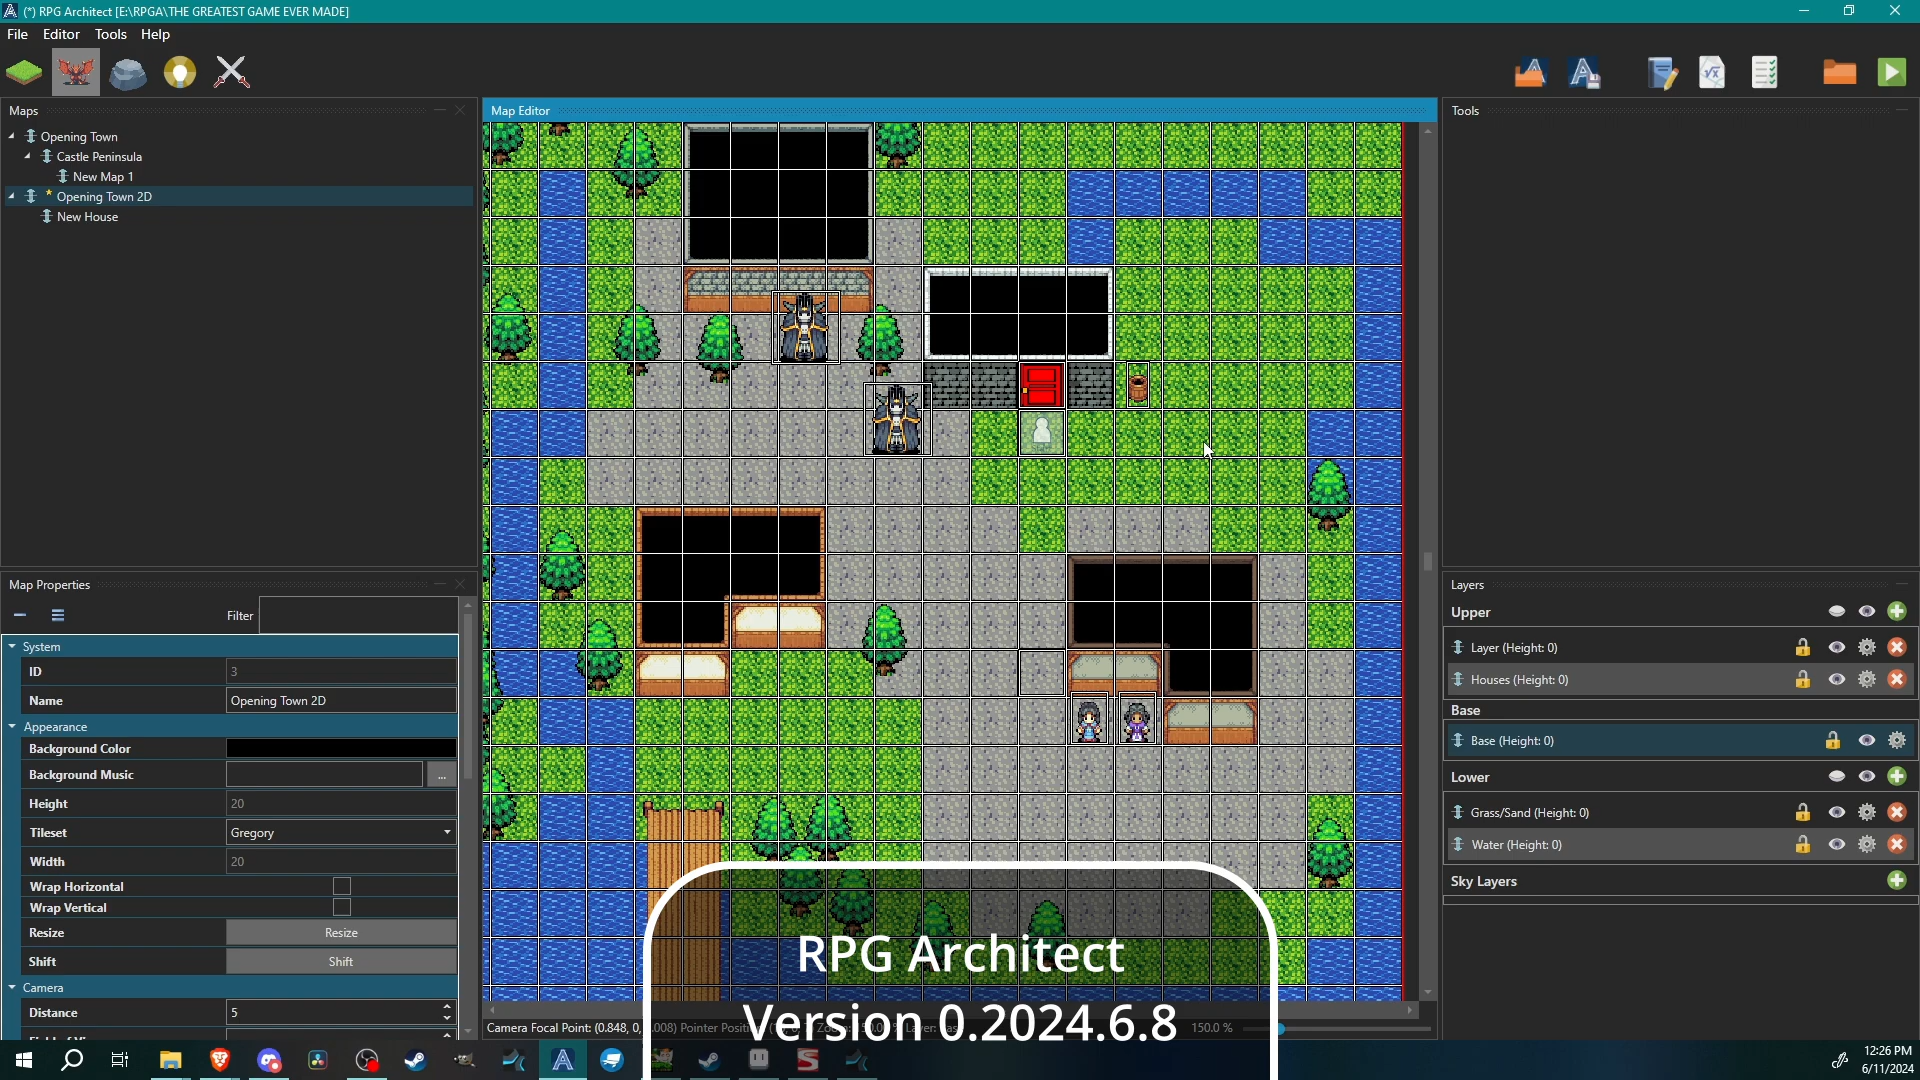 (*) RPG Architect [E:\RPGA\THE GREATEST GAME EVER MADE]
File Editor Tools Help
Maps
Opening Town
Castle Peninsula
New Map 1
* Opening Town 2D
New House
Map Editor
Tools
Map Properties
Filter
System
ID 3
Name Opening Town 2D
Appearance
Background Color
Background Music ...
Height 20
Tileset Gregory
Width 20
Wrap Horizontal
Wrap Vertical
Resize Resize
Shift Shift
Camera
Distance 5
Layers
Upper
Layer (Height: 0)
Houses (Height: 0)
Base
Base (Height: 0)
Lower
Grass/Sand (Height: 0)
Water (Height: 0)
Sky Layers
RPG Architect
Version 0.2024.6.8
Camera Focal Point: (0.848, 0, .008) Pointer 150.0 %
12:26 PM
6/11/2024